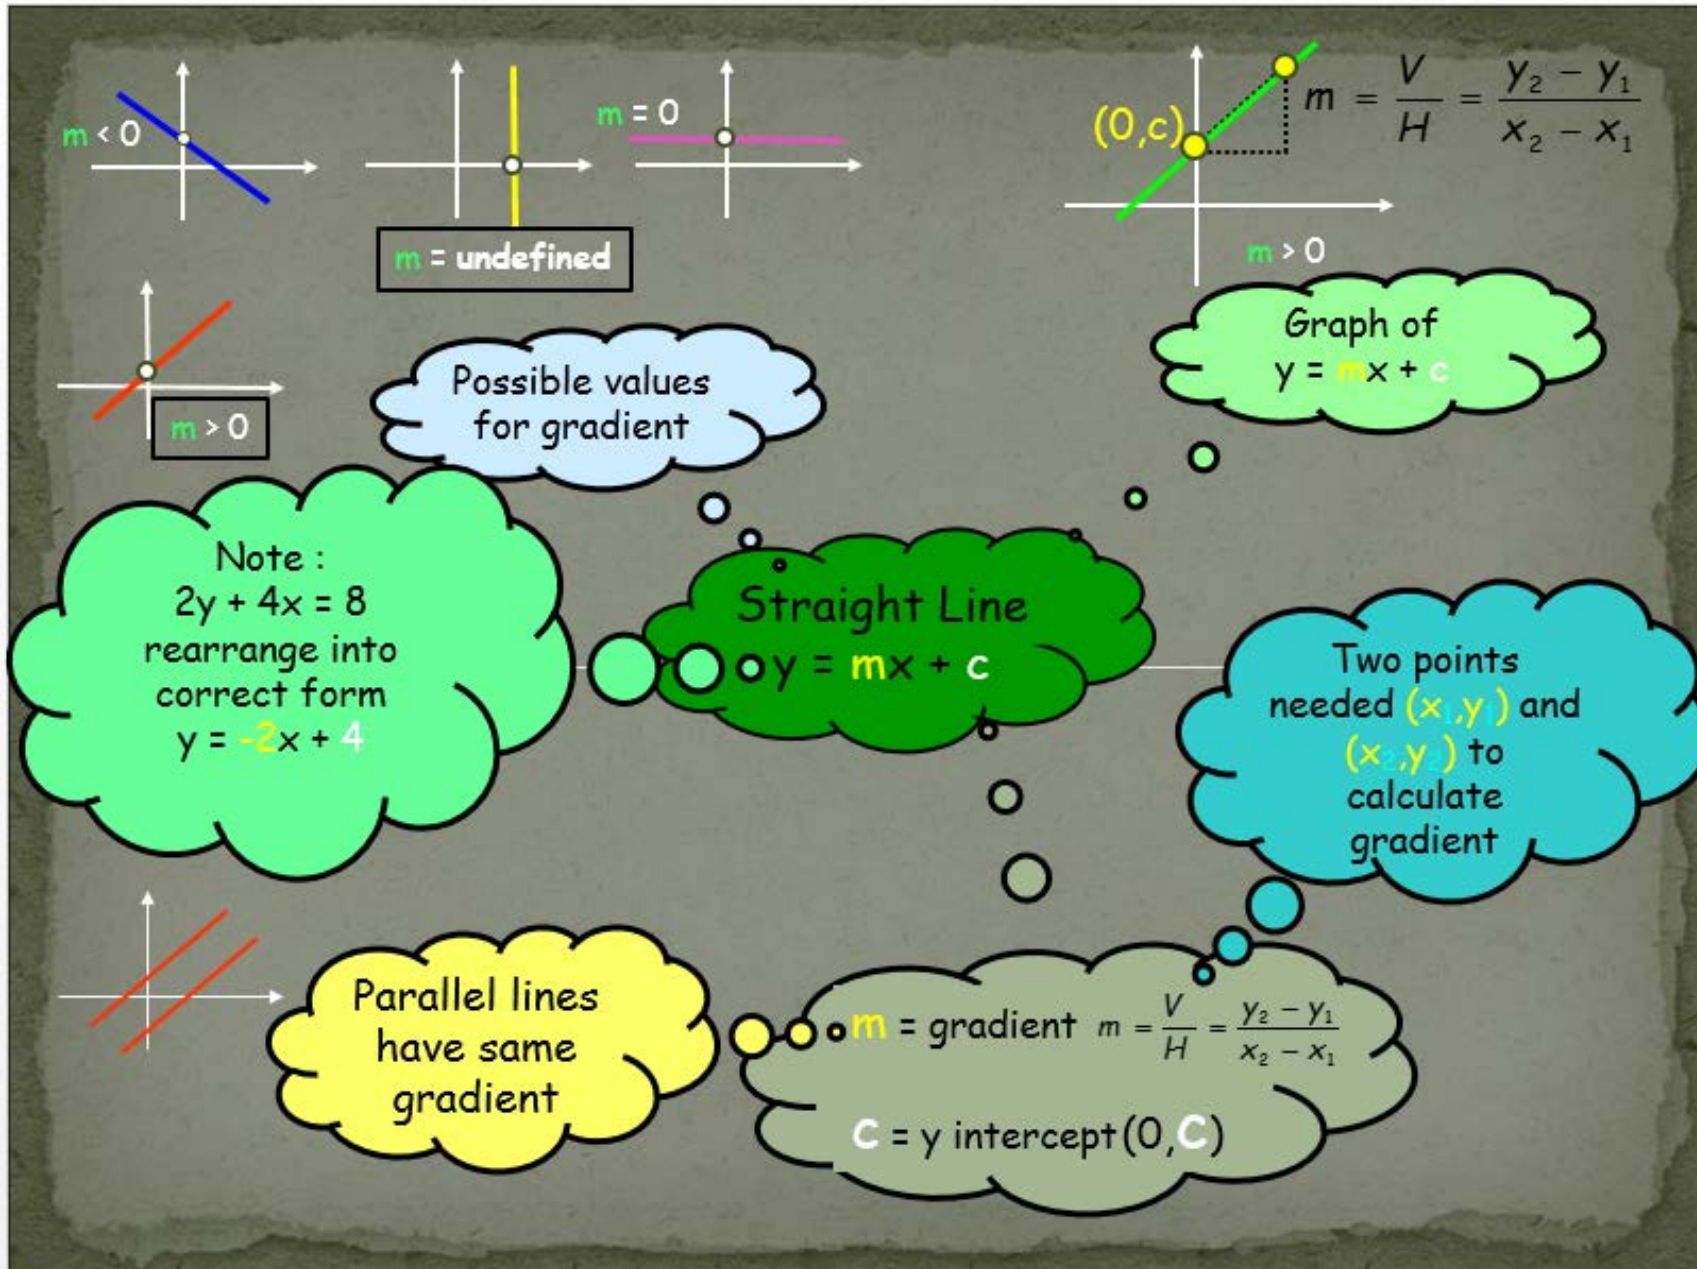 m < 0
m = undefined
m = 0
(0,c)
m = V/H = (y₂ − y₁)/(x₂ − x₁)
m > 0
m > 0
Possible values
for gradient
Graph of
y = mx + c
Note :
2y + 4x = 8
rearrange into
correct form
y = -2x + 4
Straight Line
y = mx + c
Two points
needed (x₁,y₁) and
(x₂,y₂) to
calculate
gradient
Parallel lines
have same
gradient
m = gradient m = V/H = (y₂ − y₁)/(x₂ − x₁)
c = y intercept (0,c)